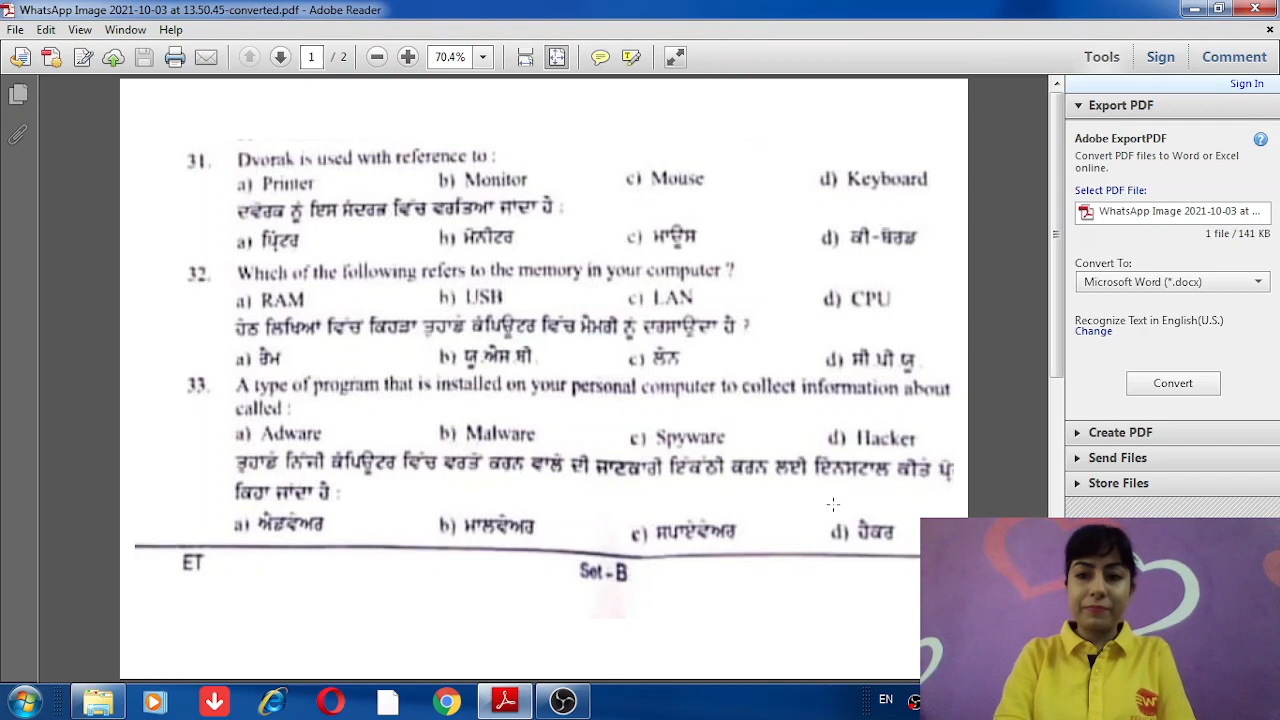 WhatsApp Image 2021-10-03 at 13.50.45-converted.pdf - Adobe Reader
File Edit View Window Help
1 / 2 70.4% Tools Sign Comment
Sign In
Export PDF
Adobe ExportPDF
Convert PDF files to Word or Excel online.
Select PDF File:
WhatsApp Image 2021-10-03 at ...
1 file / 141 KB
Convert To:
Microsoft Word (*.docx)
Recognize Text in English(U.S.)
Change
Convert
Create PDF
Send Files
Store Files
31. Dvorak is used with reference to :
a) Printer b) Monitor c) Mouse d) Keyboard
ਦਵੋਰਕ ਨੂੰ ਇਸ ਸੰਦਰਭ ਵਿੱਚ ਵਰਤਿਆ ਜਾਂਦਾ ਹੈ :
a) ਪ੍ਰਿੰਟਰ b) ਮੋਨੀਟਰ c) ਮਾਊਸ d) ਕੀ-ਬੋਰਡ
32. Which of the following refers to the memory in your computer ?
a) RAM b) USB c) LAN d) CPU
ਹੇਠ ਲਿਖਿਆਂ ਵਿੱਚ ਕਿਹੜਾ ਤੁਹਾਡੇ ਕੰਪਿਊਟਰ ਵਿੱਚ ਮੈਮਰੀ ਨੂੰ ਦਰਸਾਉਂਦਾ ਹੈ ?
a) ਰੈਮ b) ਯੂ.ਐਸ.ਬੀ. c) ਲੈਨ d) ਸੀ ਪੀ ਯੂ.
33. A type of program that is installed on your personal computer to collect information about
called :
a) Adware b) Malware c) Spyware d) Hacker
ਤੁਹਾਡੇ ਨਿੱਜੀ ਕੰਪਿਊਟਰ ਵਿੱਚ ਵਰਤੋਂ ਕਰਨ ਵਾਲੇ ਦੀ ਜਾਣਕਾਰੀ ਇਕੱਠੀ ਕਰਨ ਲਈ ਇੰਨਸਟਾਲ ਕੀਤੇ
ਕਿਹਾ ਜਾਂਦਾ ਹੈ :
a) ਐਡਵੇਅਰ b) ਮਾਲਵੇਅਰ c) ਸਪਾਏਵੇਅਰ d) ਹੈਕਰ
ET
Set - B
EN